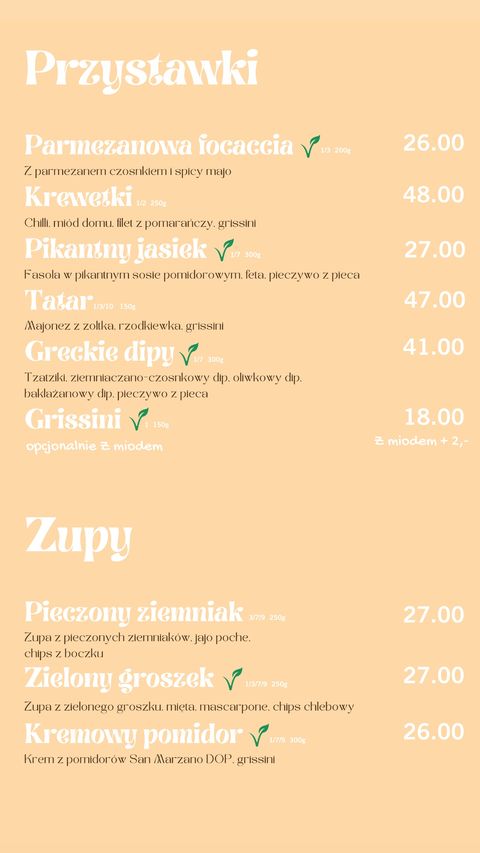 Przystawki
Parmezanowa focaccia 1/3 200g 26.00
Z parmezanem czosnkiem i spicy majo
Krewetki 1/2 250g 48.00
Chilli, miód domu, filet z pomarańczy, grissini
Pikantny jasiek 1/7 300g 27.00
Fasola w pikantnym sosie pomidorowym, feta, pieczywo z pieca
Tatar 1/3/10 150g 47.00
Majonez z żółtka, rzodkiewka, grissini
Greckie dipy 1/7 300g 41.00
Tzatziki, ziemniaczano-czosnkowy dip, oliwkowy dip,
bakłażanowy dip, pieczywo z pieca
Grissini 1 150g 18.00
opcjonalnie z miodem z miodem + 2,-
Zupy
Pieczony ziemniak 3/7/9 250g 27.00
Zupa z pieczonych ziemniaków, jajo poche,
chips z boczku
Zielony groszek 1/3/7/9 250g 27.00
Zupa z zielonego groszku, mięta, mascarpone, chips chlebowy
Kremowy pomidor 1/7/9 300g 26.00
Krem z pomidorów San Marzano DOP, grissini